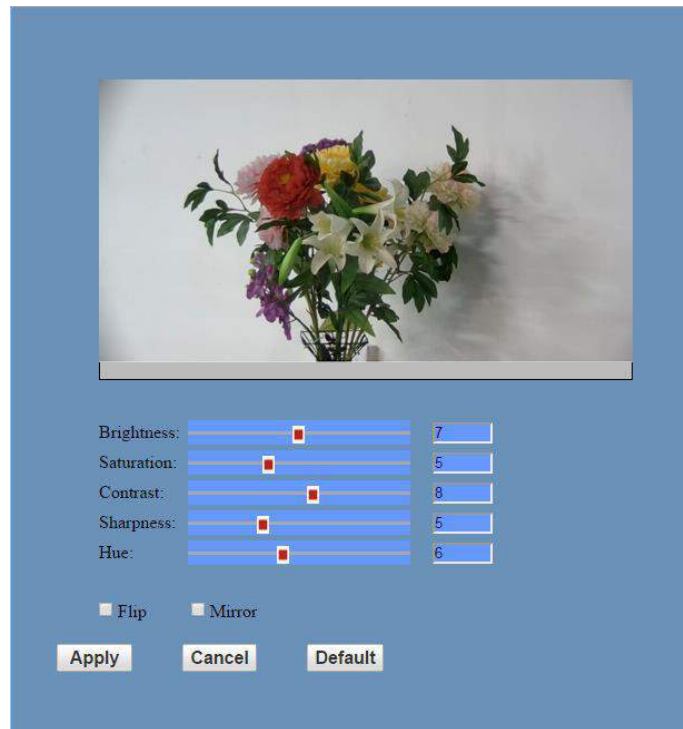 Brightness: 7
Saturation: 5
Contrast: 8
Sharpness: 5
Hue: 6
Flip Mirror
Apply Cancel Default